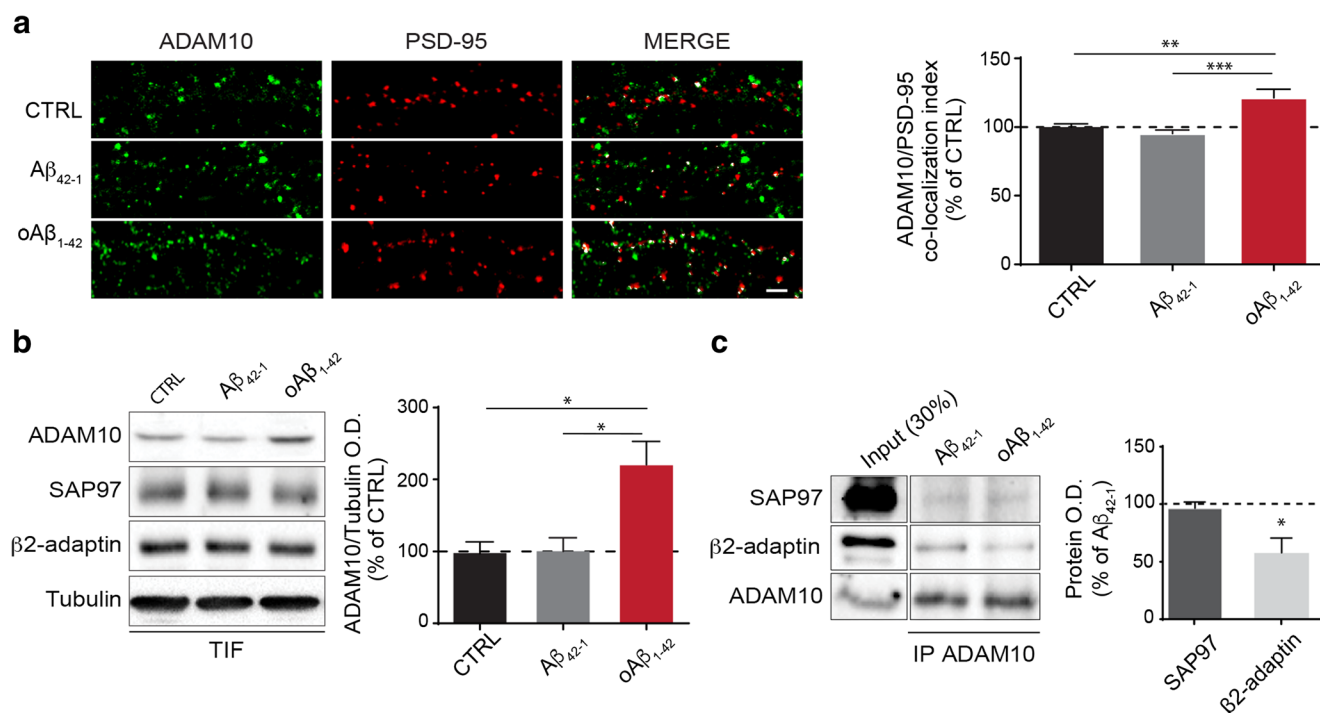 a
ADAM10 PSD-95 MERGE
CTRL
Aβ42-1
oAβ1-42
ADAM10/PSD-95
co-localization index
(% of CTRL)
150
100
50
0
** 
***
CTRL Aβ42-1 oAβ1-42
b
CTRL Aβ42-1 oAβ1-42
ADAM10
SAP97
β2-adaptin
Tubulin
TIF
ADAM10/Tubulin O.D.
(% of CTRL)
300
200
100
0
*
*
CTRL Aβ42-1 oAβ1-42
c
Input (30%) Aβ42-1 oAβ1-42
SAP97
β2-adaptin
ADAM10
IP ADAM10
Protein O.D.
(% of Aβ42-1)
150
100
50
0
*
SAP97 β2-adaptin